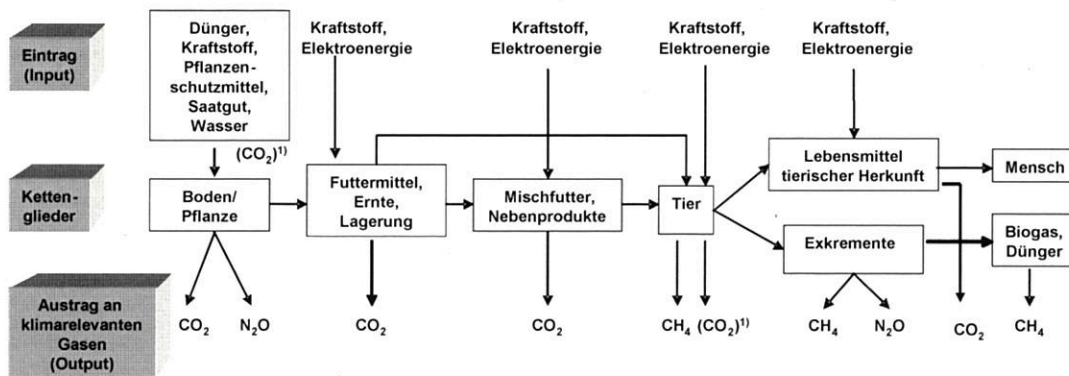 Eintrag
(Input)
Dünger,
Kraftstoff,
Pflanzen-
schutzmittel,
Saatgut,
Wasser
Kraftstoff,
Elektroenergie
Kraftstoff,
Elektroenergie
Kraftstoff,
Elektroenergie
Kraftstoff,
Elektroenergie
(CO₂)¹⁾
Ketten-
glieder
Boden/
Pflanze
Futtermittel,
Ernte,
Lagerung
Mischfutter,
Nebenprodukte
Tier
Lebensmittel
tierischer Herkunft
Mensch
Exkremente
Biogas,
Dünger
Austrag an
klimarelevanten
Gasen
(Output)
CO₂
N₂O
CO₂
CO₂
CH₄ (CO₂)¹⁾
CH₄
N₂O
CO₂
CH₄